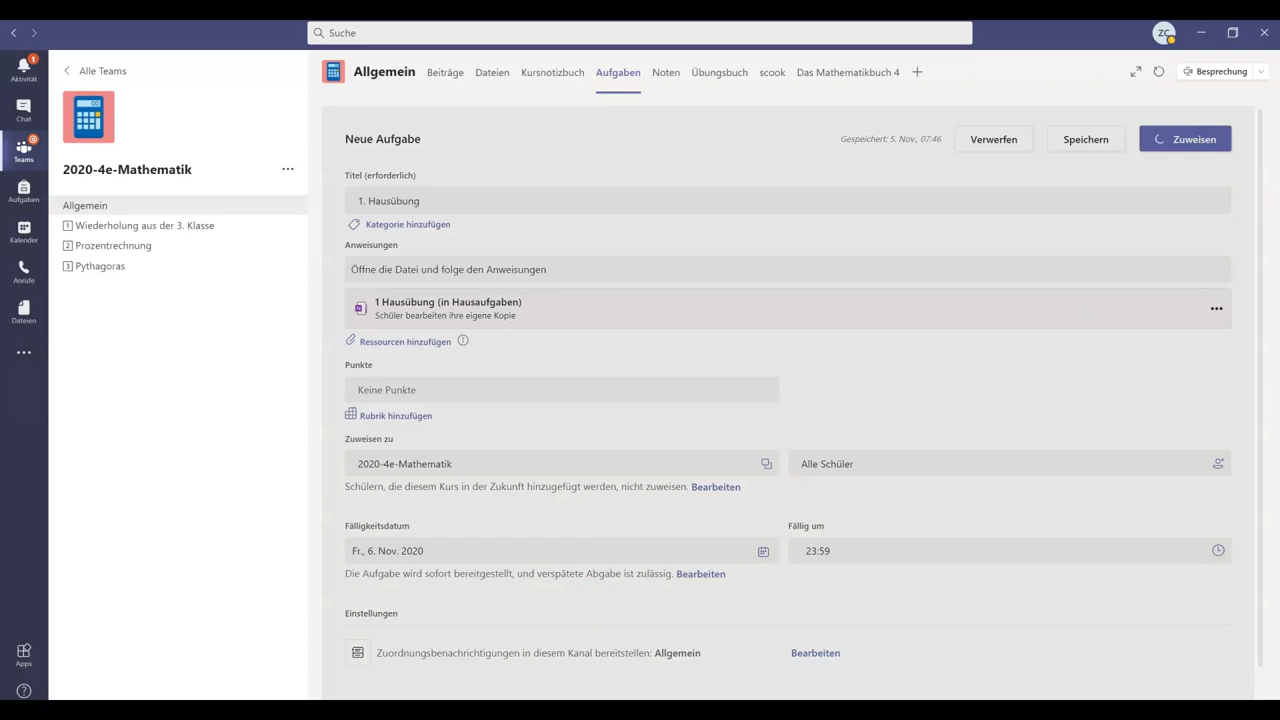 Suche
ZC
Aktivität
Chat
Teams
Aufgaben
Kalender
Anrufe
Dateien
Apps
Alle Teams
2020-4e-Mathematik
Allgemein
1 Wiederholung aus der 3. Klasse
2 Prozentrechnung
3 Pythagoras
Allgemein Beiträge Dateien Kursnotizbuch Aufgaben Noten Übungsbuch scook Das Mathematikbuch 4 Besprechung
Neue Aufgabe Gespeichert: 5. Nov., 07:46 Verwerfen Speichern Zuweisen
Titel (erforderlich)
1. Hausübung
Kategorie hinzufügen
Anweisungen
Öffne die Datei und folge den Anweisungen
1 Hausübung (in Hausaufgaben)
Schüler bearbeiten ihre eigene Kopie
Ressourcen hinzufügen
Punkte
Keine Punkte
Rubrik hinzufügen
Zuweisen zu
2020-4e-Mathematik Alle Schüler
Schülern, die diesem Kurs in der Zukunft hinzugefügt werden, nicht zuweisen. Bearbeiten
Fälligkeitsdatum Fällig um
Fr., 6. Nov. 2020 23:59
Die Aufgabe wird sofort bereitgestellt, und verspätete Abgabe ist zulässig. Bearbeiten
Einstellungen
Zuordnungsbenachrichtigungen in diesem Kanal bereitstellen: Allgemein Bearbeiten